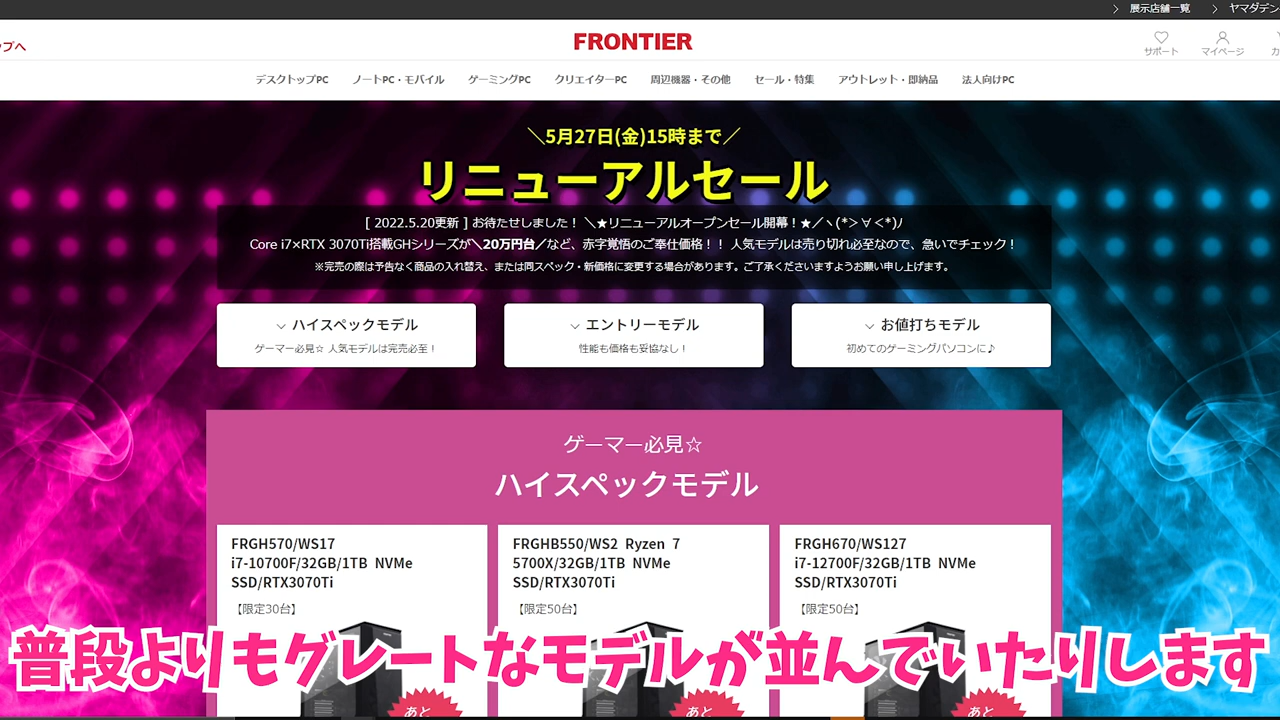 展示店舗一覧
ヤマダデン
ップへ
FRONTIER
サポート
マイページ
カ
デスクトップPC
ノートPC・モバイル
ゲーミングPC
クリエイターPC
周辺機器・その他
セール・特集
アウトレット・即納品
法人向けPC
＼5月27日(金)15時まで／
リニューアルセール
[ 2022.5.20更新 ] お待たせしました！ ＼★リニューアルオープンセール開幕！★／ヽ(*＞∀＜*)ﾉ
Core i7×RTX 3070Ti搭載GHシリーズが＼20万円台／など、赤字覚悟のご奉仕価格！！ 人気モデルは売り切れ必至なので、急いでチェック！
※完売の際は予告なく商品の入れ替え、または同スペック・新価格に変更する場合があります。ご了承くださいますようお願い申し上げます。
ハイスペックモデル
ゲーマー必見☆ 人気モデルは完売必至！
エントリーモデル
性能も価格も妥協なし！
お値打ちモデル
初めてのゲーミングパソコンに♪
ゲーマー必見☆
ハイスペックモデル
FRGH570/WS17
i7-10700F/32GB/1TB NVMe
SSD/RTX3070Ti
【限定30台】
FRGHB550/WS2 Ryzen 7
5700X/32GB/1TB NVMe
SSD/RTX3070Ti
【限定50台】
FRGH670/WS127
i7-12700F/32GB/1TB NVMe
SSD/RTX3070Ti
【限定50台】
普段よりもグレートなモデルが並んでいたりします
あと
あと
あと